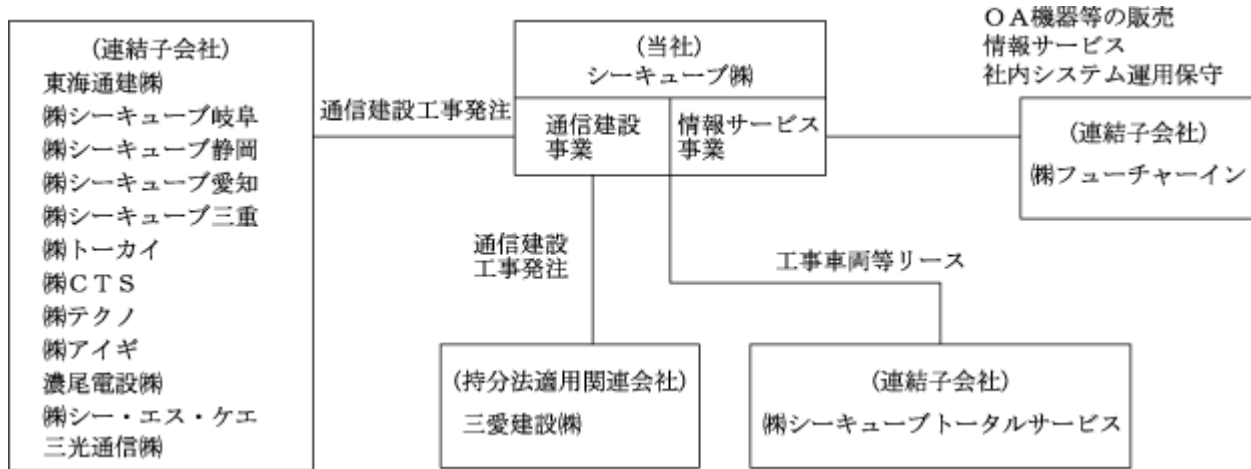 (連結子会社)
東海通建㈱
㈱シーキューブ岐阜
㈱シーキューブ静岡
㈱シーキューブ愛知
㈱シーキューブ三重
㈱トーカイ
㈱CTS
㈱テクノ
㈱アイギ
濃尾電設㈱
㈱シー・エス・ケエ
三光通信㈱
通信建設工事発注
(当社)
シーキューブ㈱
通信建設
事業
情報サービス
事業
OA機器等の販売
情報サービス
社内システム運用保守
(連結子会社)
㈱フューチャーイン
通信建設
工事発注
工事車両等リース
(持分法適用関連会社)
三愛建設㈱
(連結子会社)
㈱シーキューブトータルサービス